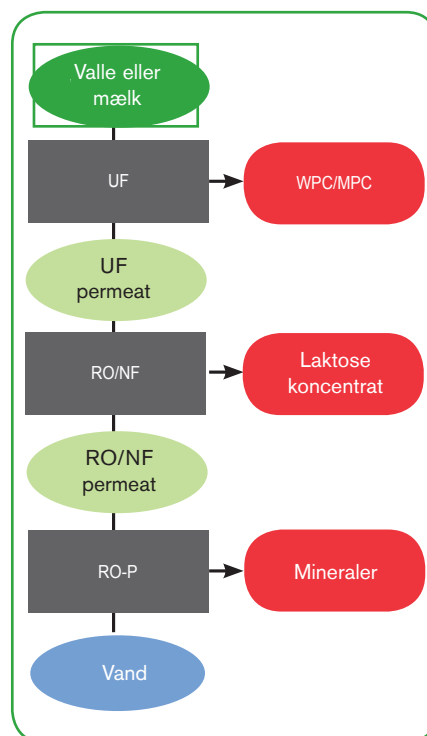 Valle eller
mælk
UF
WPC/MPC
UF
permeat
RO/NF
Laktose
koncentrat
RO/NF
permeat
RO-P
Mineraler
Vand